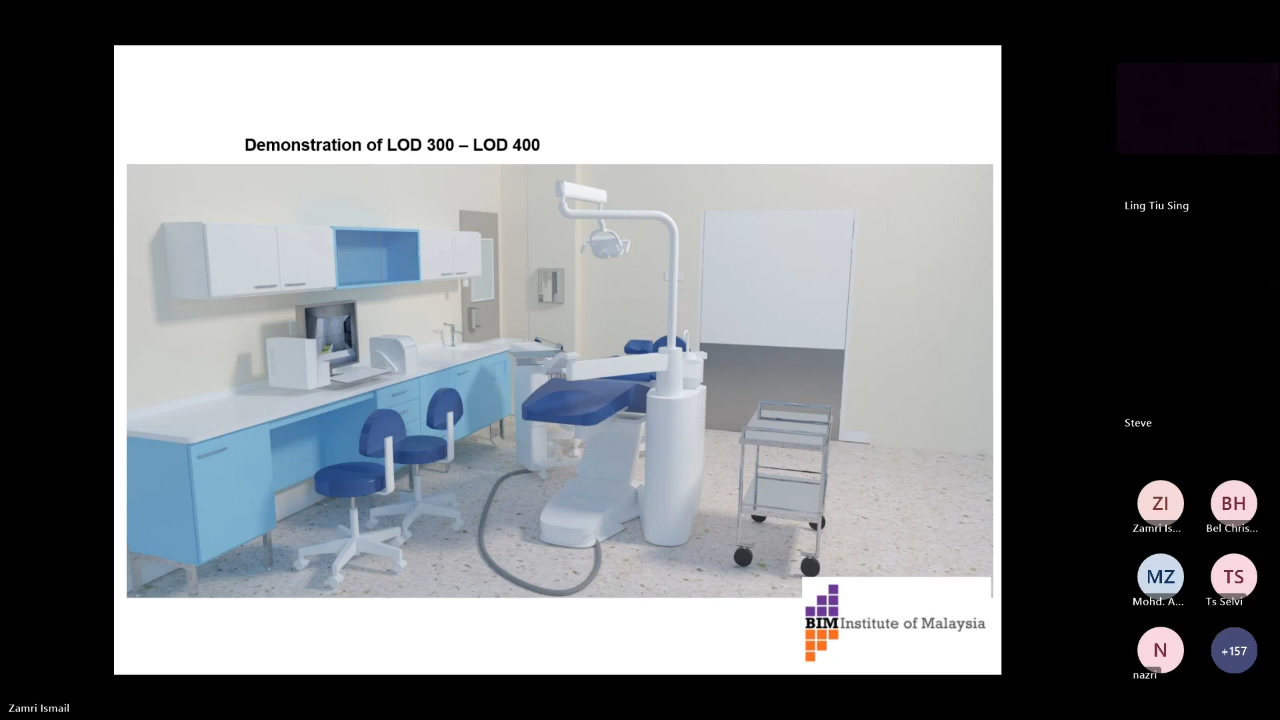 Demonstration of LOD 300 – LOD 400
BIM Institute of Malaysia
Ling Tiu Sing
Steve
ZI
BH
Zamri Is...
Bel Chris...
MZ
TS
Mohd. A...
Ts Selvi
N
+157
nazri
Zamri Ismail